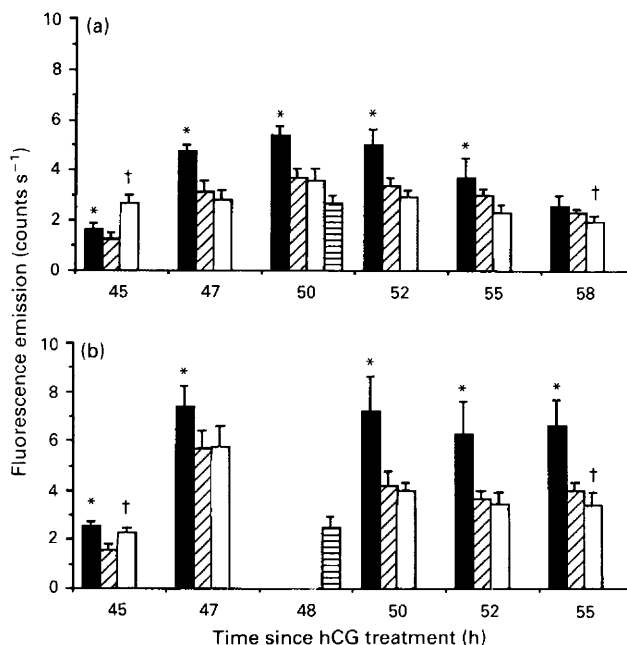 10
(a)
8
6
4
2
0
* † * * * * †
45 47 50 52 55 58
Fluorescence emission (counts s⁻¹)
(b)
8
6
4
2
0
* † * * * * †
45 47 48 50 52 55
Time since hCG treatment (h)